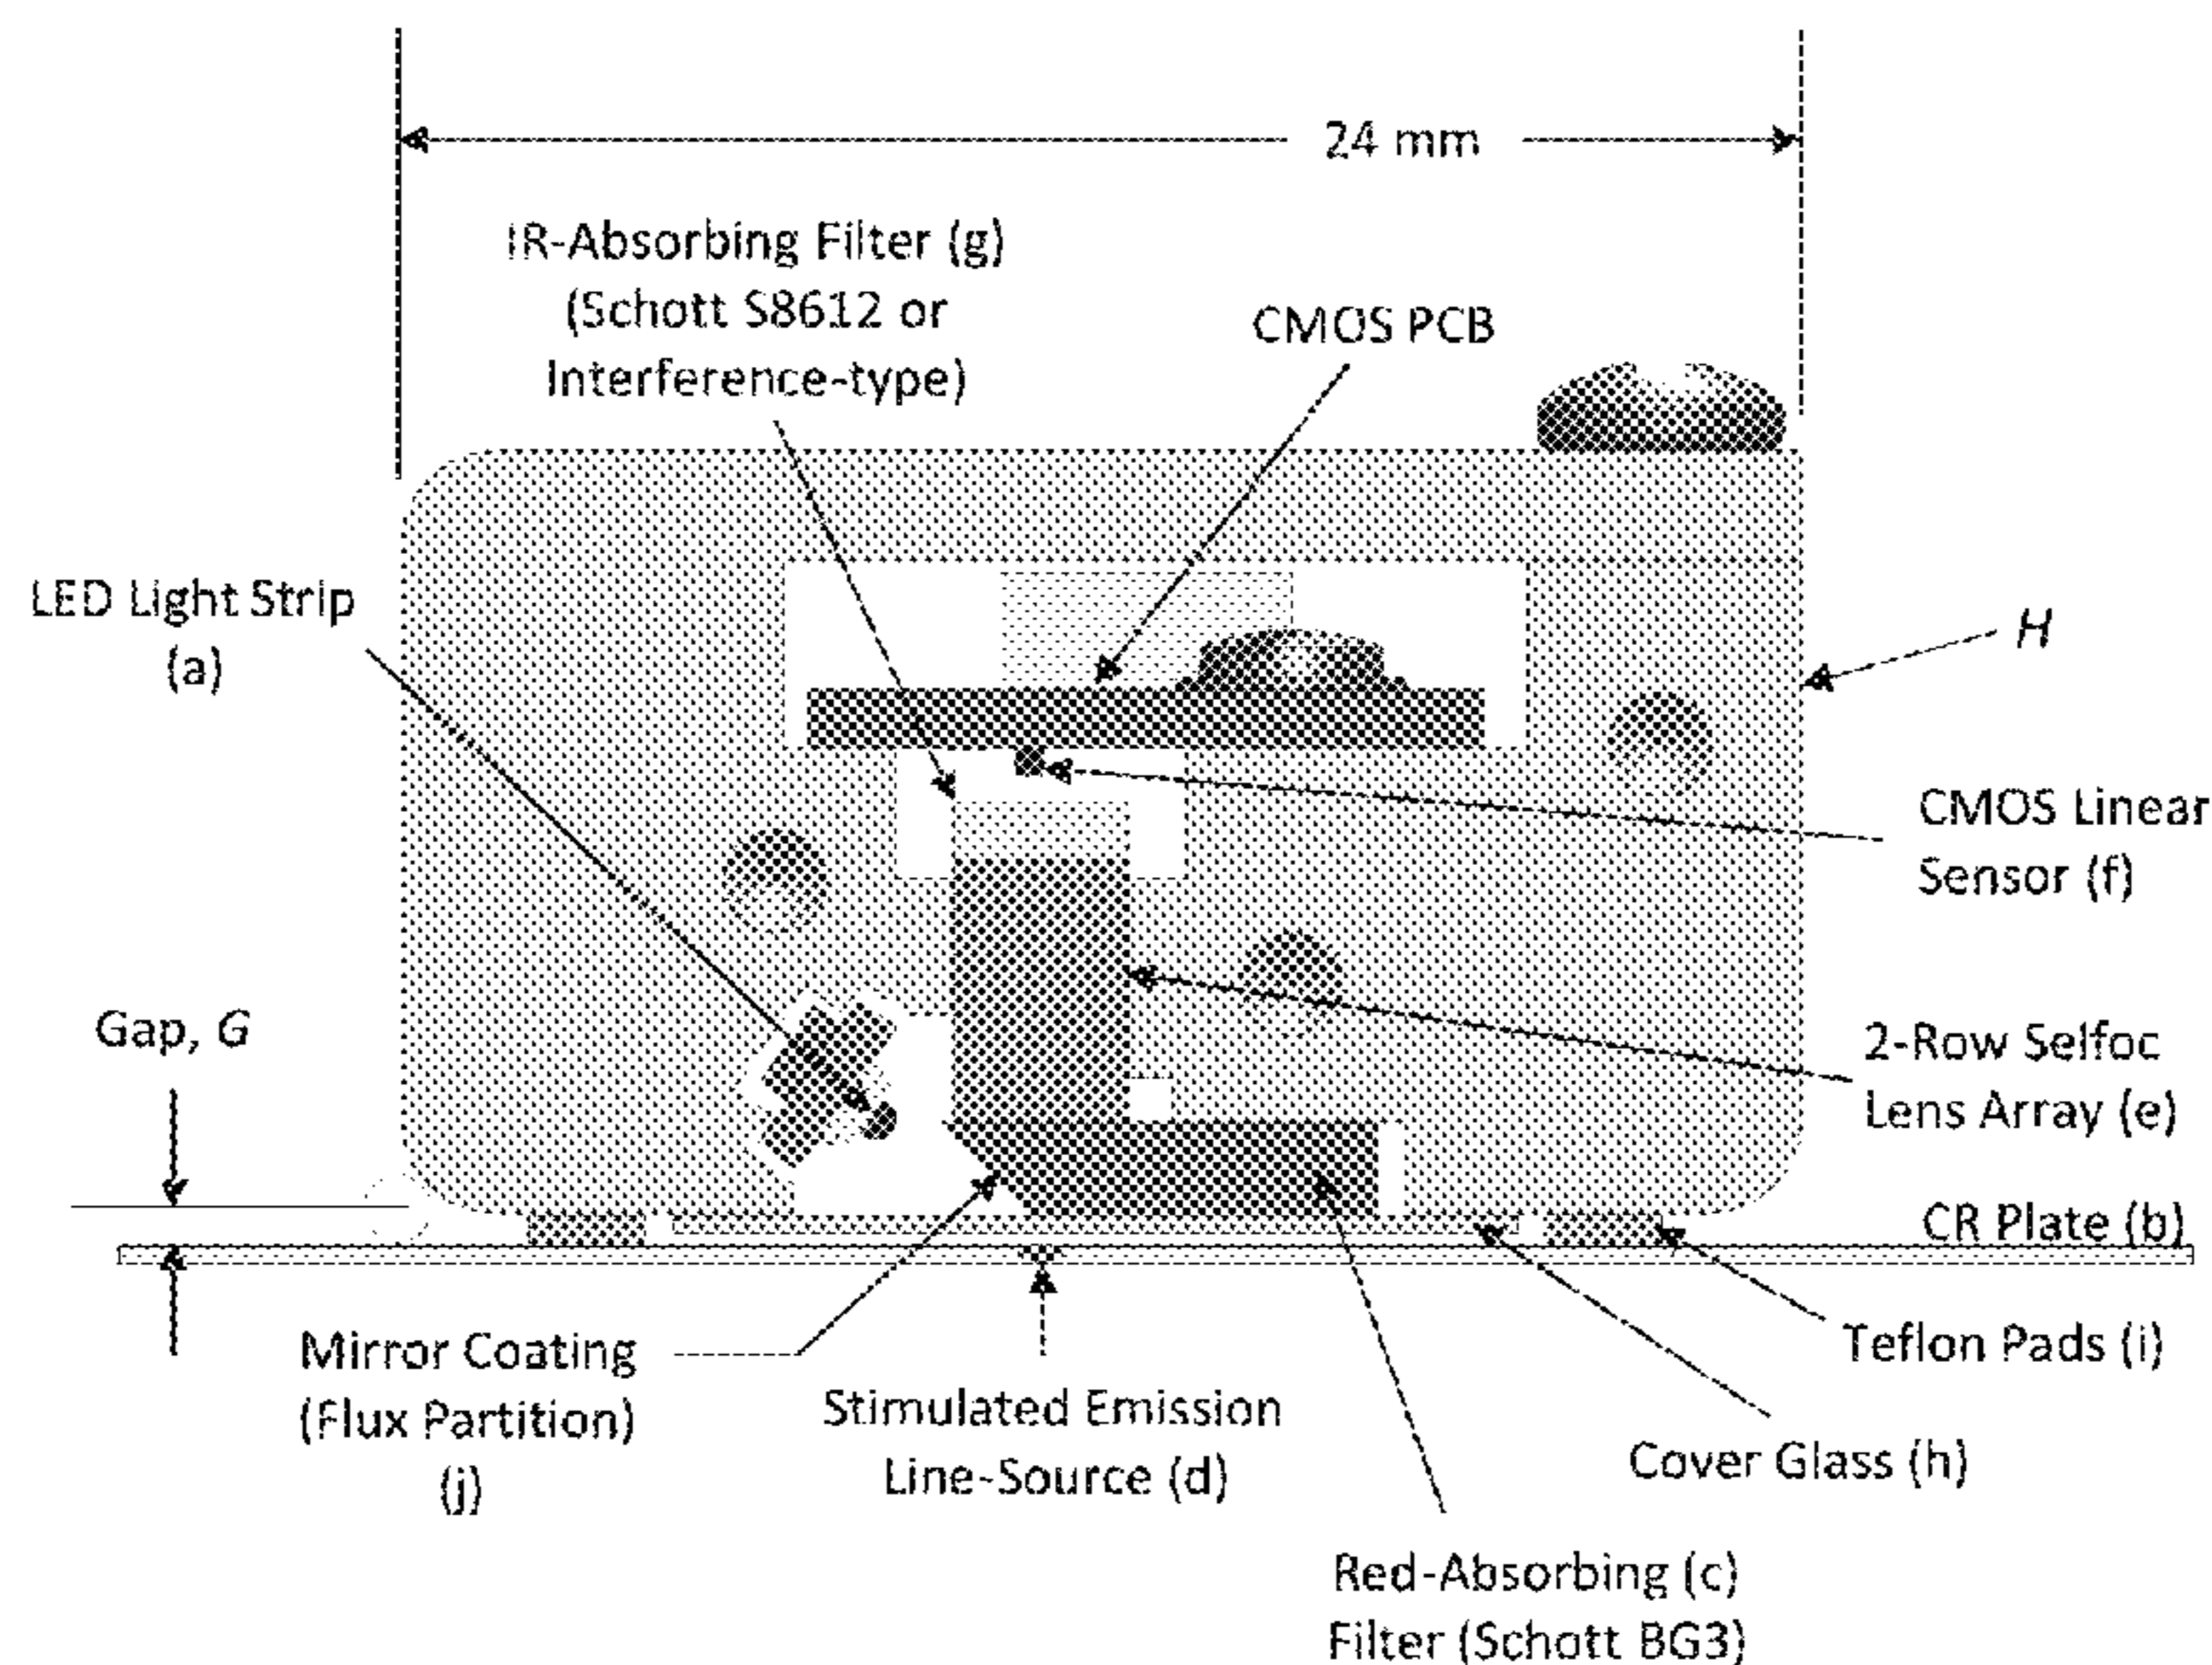 24 mm
IR-Absorbing Filter (g)
(Schott S8612 or
Interference-type)
CMOS PCB
LED Light Strip
(a)
H
CMOS Linear
Sensor (f)
Gap, G
2-Row Selfoc
Lens Array (e)
CR Plate (b)
Mirror Coating
(Flux Partition)
(j)
Stimulated Emission
Line-Source (d)
Teflon Pads (i)
Cover Glass (h)
Red-Absorbing (c)
Filter (Schott BG3)